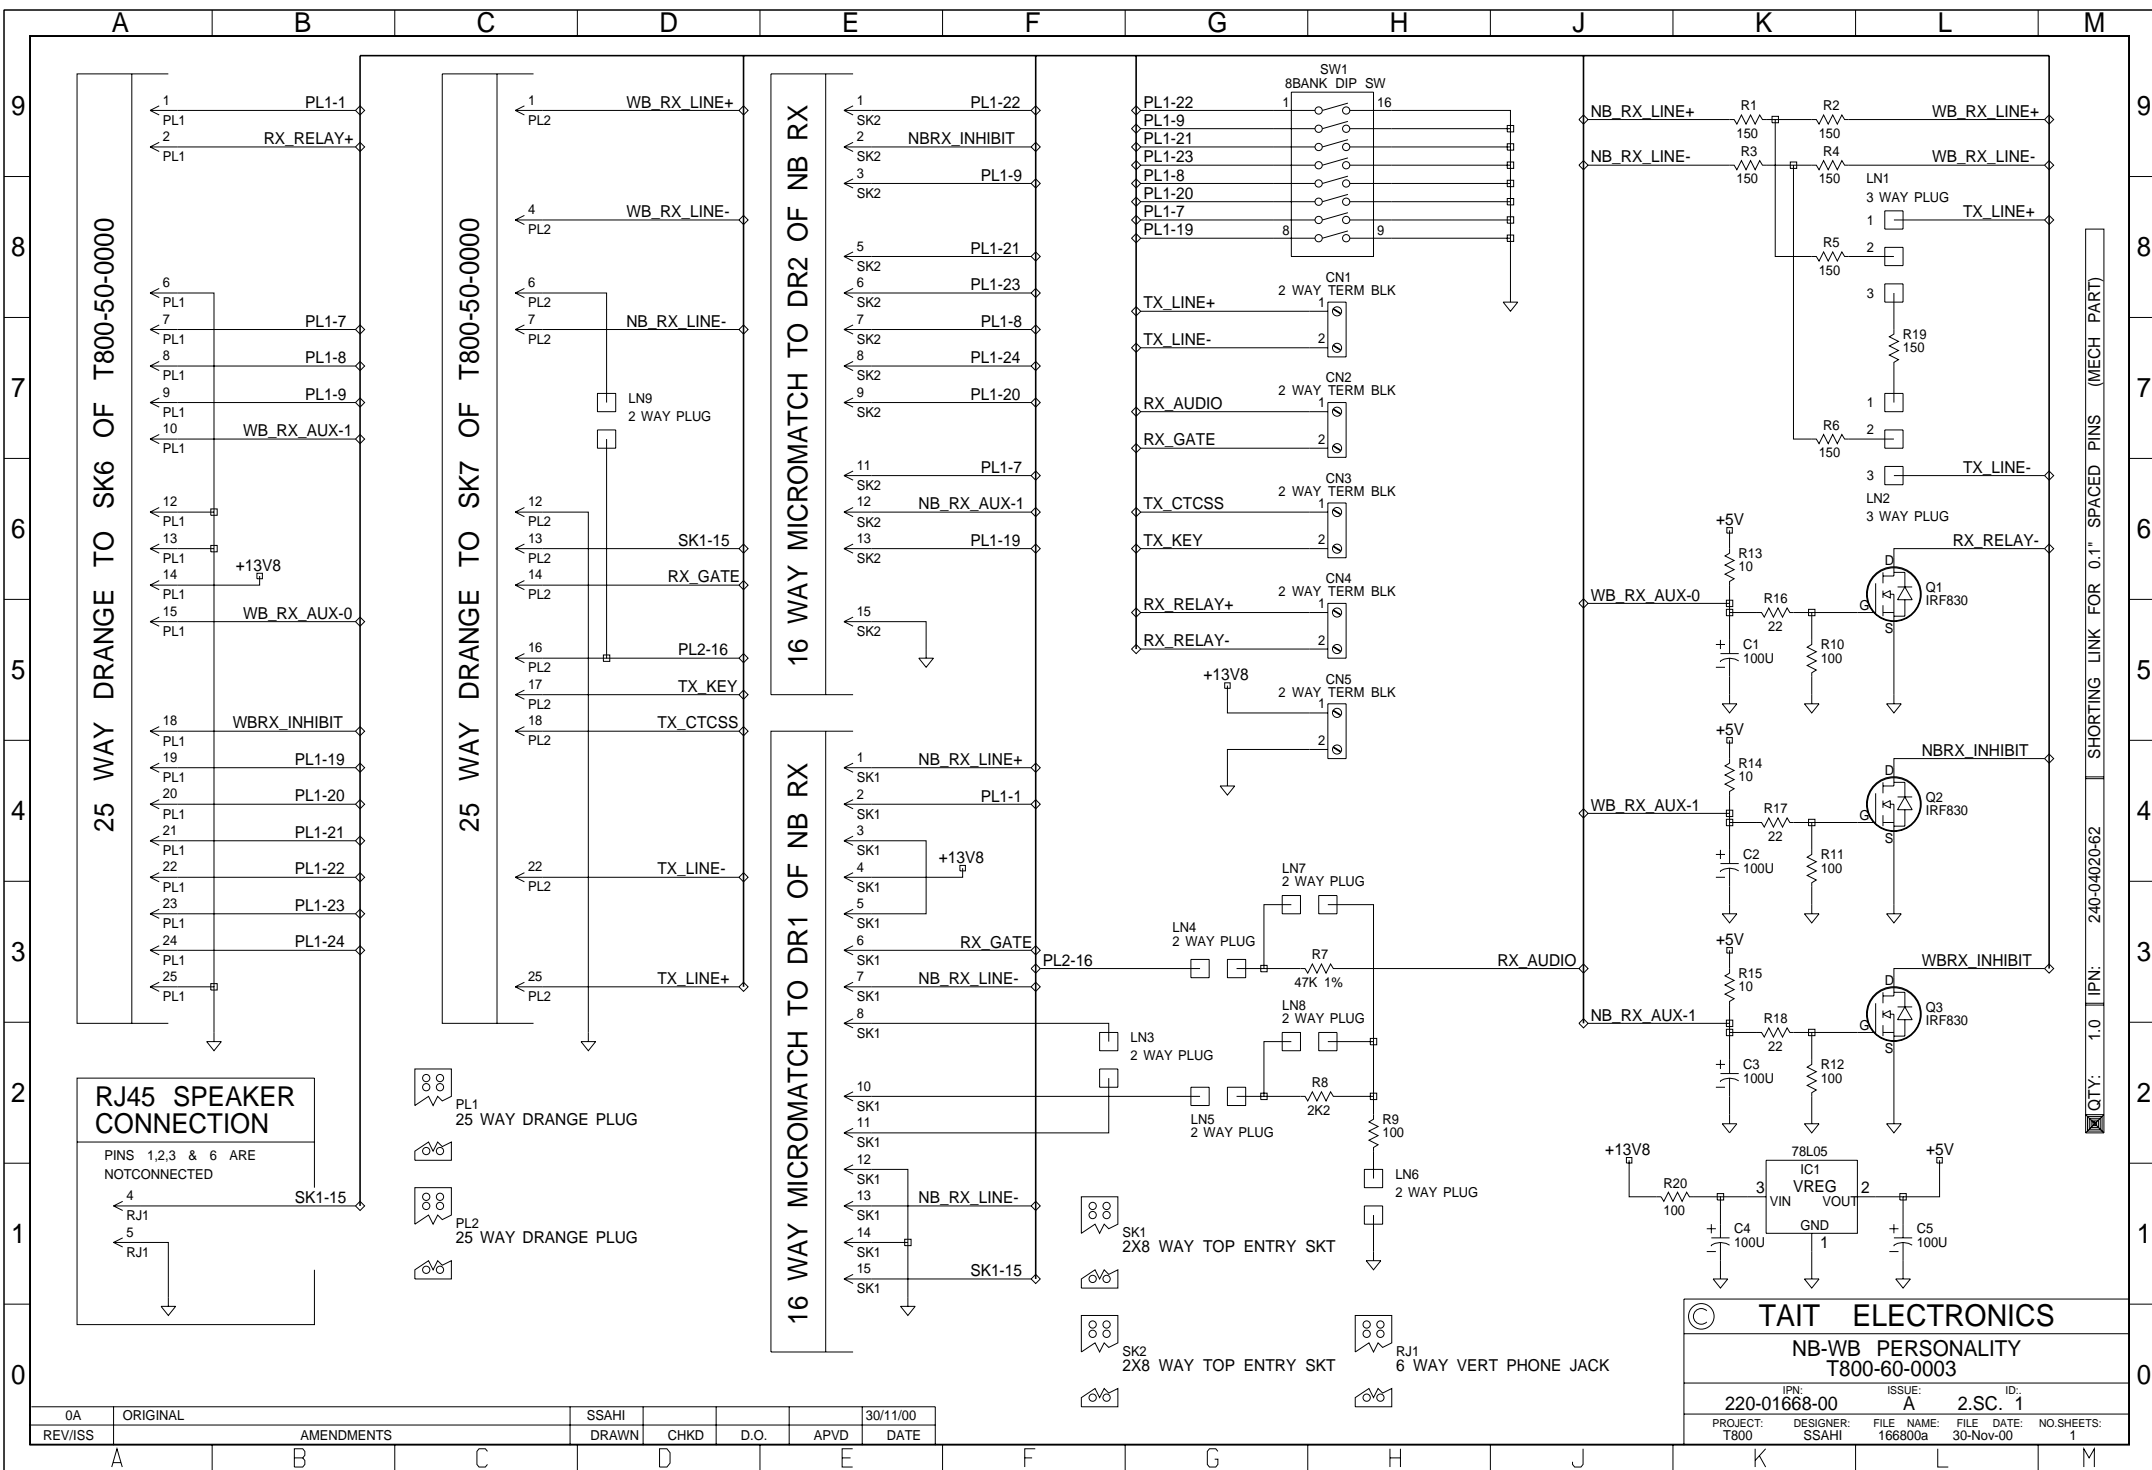 A B C D E F G H J K L M
9 8 7 6 5 4 3 2 1 0
25 WAY DRANGE TO SK6 OF T800-50-0000
1 PL1 PL1-1
2 PL1 RX_RELAY+
6 PL1
7 PL1 PL1-7
8 PL1 PL1-8
9 PL1 PL1-9
10 PL1 WB_RX_AUX-1
12 PL1
13 PL1
14 PL1 +13V8
15 PL1 WB_RX_AUX-0
18 PL1 WBRX_INHIBIT
19 PL1 PL1-19
20 PL1 PL1-20
21 PL1 PL1-21
22 PL1 PL1-22
23 PL1 PL1-23
24 PL1 PL1-24
25 PL1
RJ45 SPEAKER
CONNECTION
PINS 1,2,3 & 6 ARE
NOTCONNECTED
4 RJ1 SK1-15
5 RJ1
25 WAY DRANGE TO SK7 OF T800-50-0000
1 PL2 WB_RX_LINE+
4 PL2 WB_RX_LINE-
6 PL2
7 PL2 NB_RX_LINE-
LN9
2 WAY PLUG
12 PL2
13 PL2 SK1-15
14 PL2 RX_GATE
16 PL2 PL2-16
17 PL2 TX_KEY
18 PL2 TX_CTCSS
22 PL2 TX_LINE-
25 PL2 TX_LINE+
PL1
25 WAY DRANGE PLUG
PL2
25 WAY DRANGE PLUG
16 WAY MICROMATCH TO DR2 OF NB RX
1 SK2 PL1-22
2 SK2 NBRX_INHIBIT
3 SK2 PL1-9
5 SK2 PL1-21
6 SK2 PL1-23
7 SK2 PL1-8
8 SK2 PL1-24
9 SK2 PL1-20
11 SK2 PL1-7
12 SK2 NB_RX_AUX-1
13 SK2 PL1-19
15 SK2
16 WAY MICROMATCH TO DR1 OF NB RX
1 SK1 NB_RX_LINE+
2 SK1 PL1-1
3 SK1
4 SK1 +13V8
5 SK1
6 SK1 RX_GATE
7 SK1 NB_RX_LINE-
8 SK1
10 SK1
11 SK1
12 SK1
13 SK1 NB_RX_LINE-
14 SK1
15 SK1 SK1-15
SW1
8BANK DIP SW
PL1-22 1 16
PL1-9
PL1-21
PL1-23
PL1-8
PL1-20
PL1-7
PL1-19 8 9
CN1
2 WAY TERM BLK
TX_LINE+ 1
TX_LINE- 2
CN2
2 WAY TERM BLK
RX_AUDIO 1
RX_GATE 2
CN3
2 WAY TERM BLK
TX_CTCSS 1
TX_KEY 2
CN4
2 WAY TERM BLK
RX_RELAY+ 1
RX_RELAY- 2
+13V8
CN5
2 WAY TERM BLK
1
2
LN7
2 WAY PLUG
LN4
2 WAY PLUG
PL2-16
R7
47K 1%
RX_AUDIO
LN8
2 WAY PLUG
LN3
2 WAY PLUG
R8
2K2
LN5
2 WAY PLUG
R9
100
LN6
2 WAY PLUG
SK1
2X8 WAY TOP ENTRY SKT
SK2
2X8 WAY TOP ENTRY SKT
RJ1
6 WAY VERT PHONE JACK
NB_RX_LINE+ R1 150 R2 150 WB_RX_LINE+
NB_RX_LINE- R3 150 R4 150 WB_RX_LINE-
LN1
3 WAY PLUG
1 TX_LINE+
R5 150 2
3
R19
150
1
R6 150 2
3 TX_LINE-
LN2
3 WAY PLUG
+5V
R13
10
RX_RELAY-
WB_RX_AUX-0
R16
22
D G S
Q1
IRF830
+ - C1
100U
R10
100
+5V
R14
10
NBRX_INHIBIT
WB_RX_AUX-1
R17
22
D G S
Q2
IRF830
+ - C2
100U
R11
100
+5V
R15
10
WBRX_INHIBIT
NB_RX_AUX-1
R18
22
D G S
Q3
IRF830
+ - C3
100U
R12
100
+13V8
R20
100
+ - C4
100U
78L05
IC1
VREG
3 VIN VOUT 2
GND
1
+5V
+ - C5
100U
QTY: 1.0 IPN: 240-04020-62 SHORTING LINK FOR 0.1" SPACED PINS (MECH PART)
© TAIT ELECTRONICS
NB-WB PERSONALITY
T800-60-0003
IPN: ISSUE: ID:.
220-01668-00 A 2.SC. 1
PROJECT: DESIGNER: FILE NAME: FILE DATE: NO.SHEETS:
T800 SSAHI 166800a 30-Nov-00 1
0A ORIGINAL SSAHI 30/11/00
REV/ISS AMENDMENTS DRAWN CHKD D.O. APVD DATE
9 8 7 6 5 4 3 2 1 0
A B C D E F G H J K L M